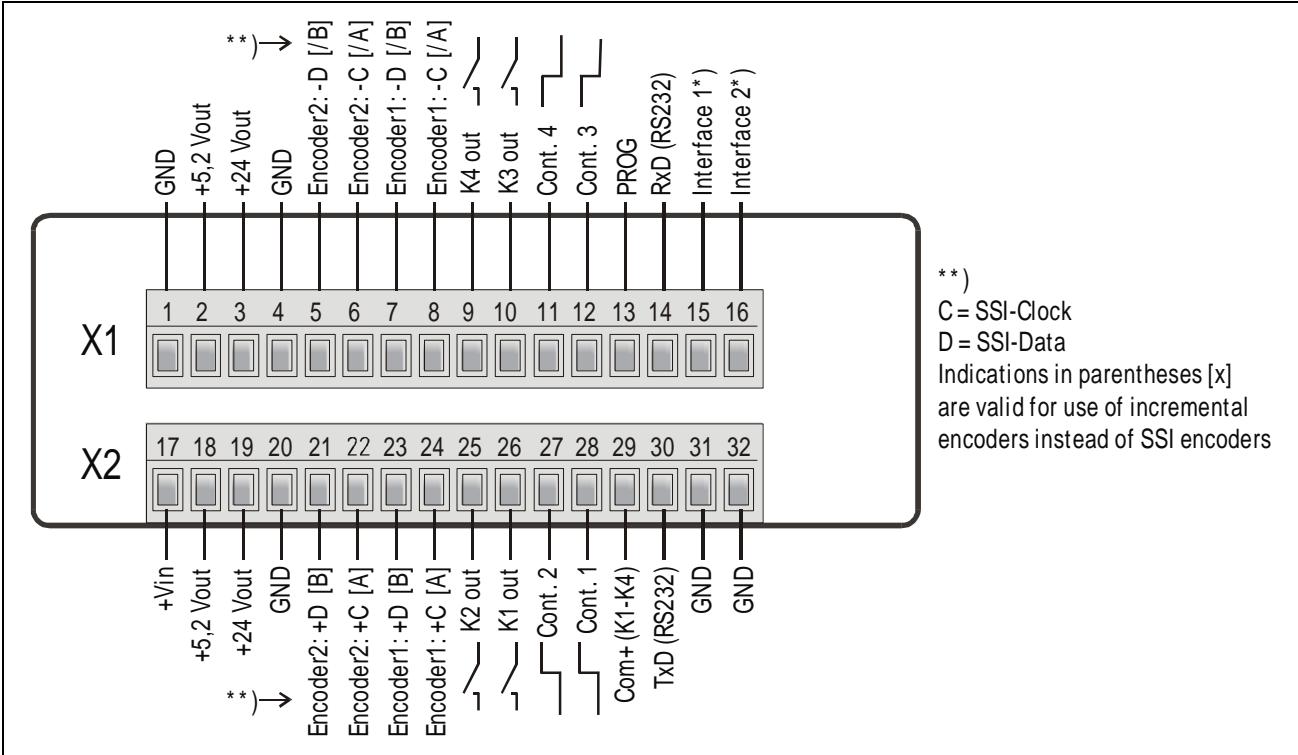 **)
GND
+5,2 Vout
+24 Vout
GND
Encoder2: -D [/B]
Encoder2: -C [/A]
Encoder1: -D [/B]
Encoder1: -C [/A]
K4 out
K3 out
Cont. 4
Cont. 3
PROG
RxD (RS232)
Interface 1*)
Interface 2*)
X1
1 2 3 4 5 6 7 8 9 10 11 12 13 14 15 16
X2
17 18 19 20 21 22 23 24 25 26 27 28 29 30 31 32
+Vin
+5,2 Vout
+24 Vout
GND
Encoder2: +D [B]
Encoder2: +C [A]
Encoder1: +D [B]
Encoder1: +C [A]
K2 out
K1 out
Cont. 2
Cont. 1
Com+ (K1-K4)
TxD (RS232)
GND
GND
**)
**)
C = SSI-Clock
D = SSI-Data
Indications in parentheses [x]
are valid for use of incremental
encoders instead of SSI encoders